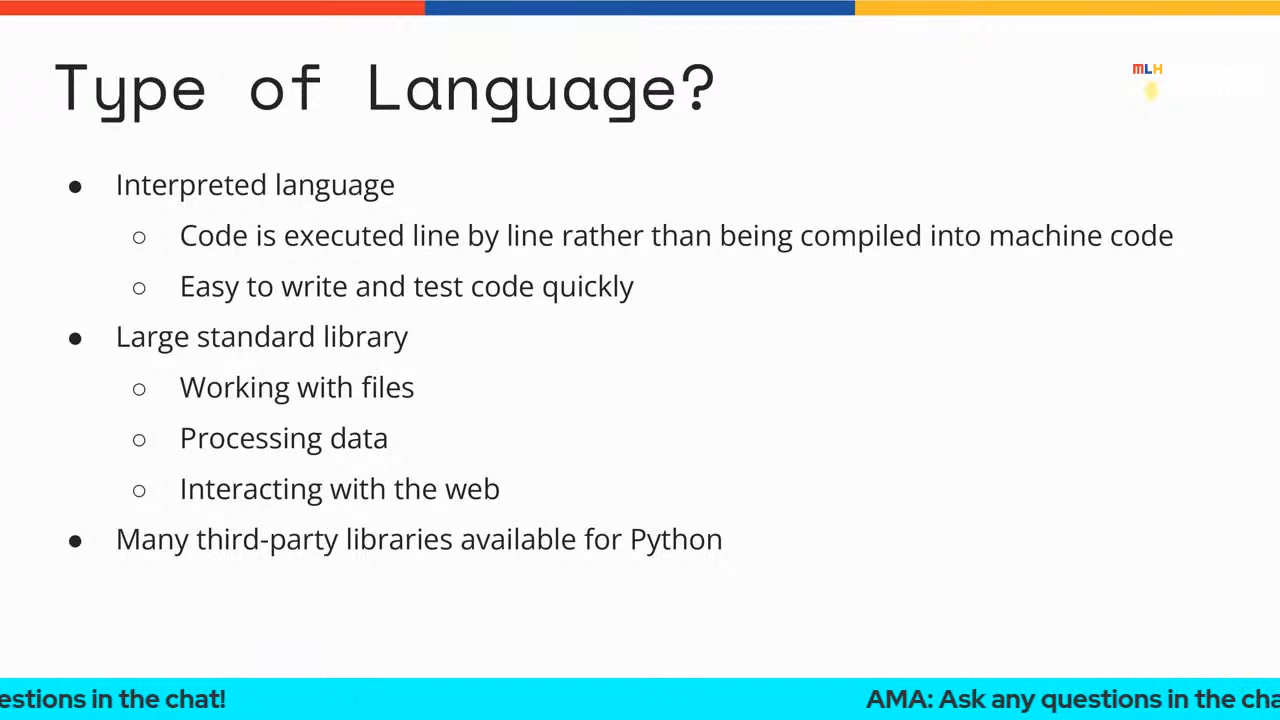 Type of Language?
MLH
● Interpreted language
○ Code is executed line by line rather than being compiled into machine code
○ Easy to write and test code quickly
● Large standard library
○ Working with files
○ Processing data
○ Interacting with the web
● Many third-party libraries available for Python
estions in the chat! AMA: Ask any questions in the cha